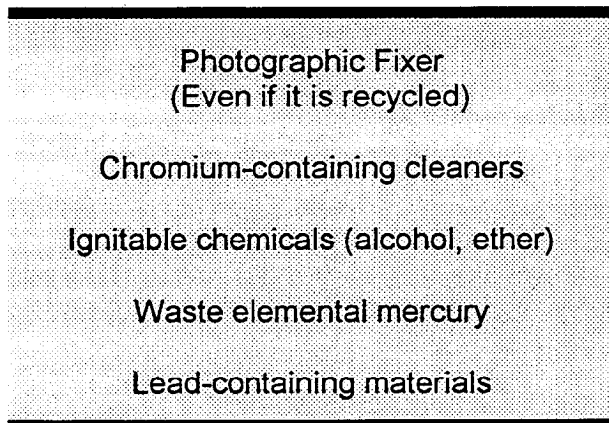 Photographic Fixer
(Even if it is recycled)
Chromium-containing cleaners
Ignitable chemicals (alcohol, ether)
Waste elemental mercury
Lead-containing materials